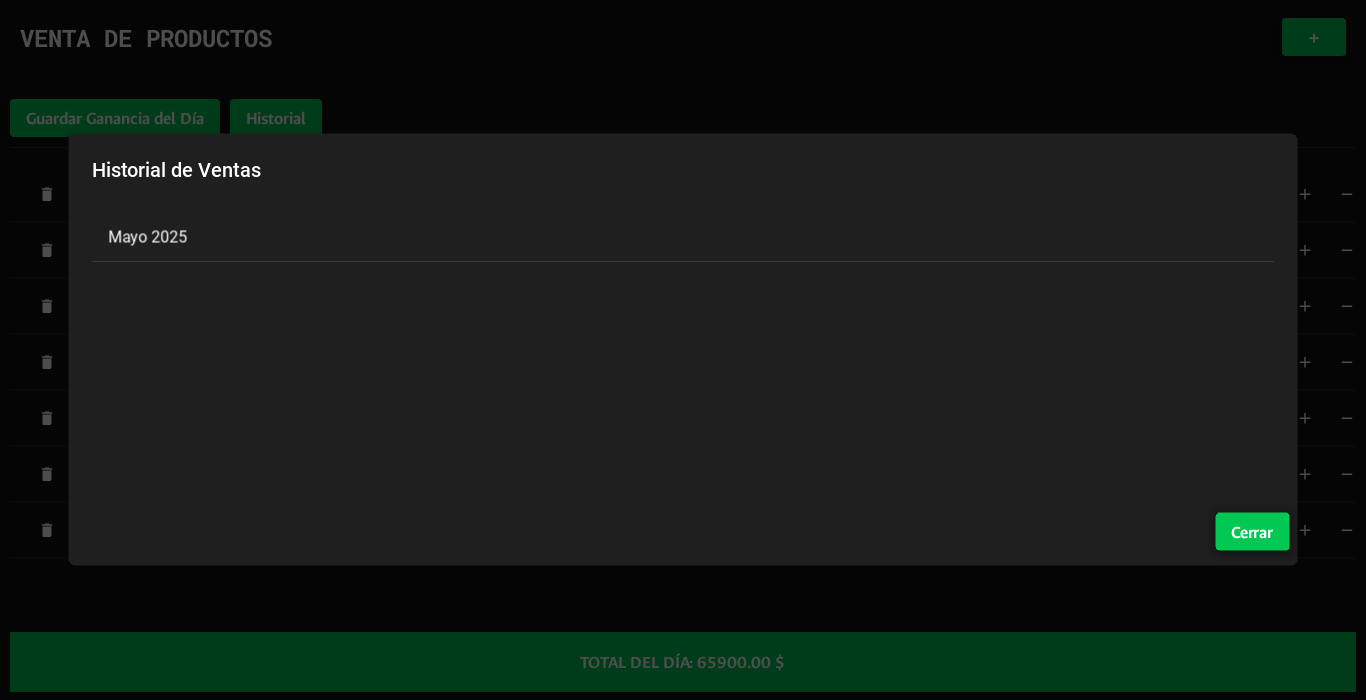 VENTA DE PRODUCTOS
+
Guardar Ganancia del Día
Historial
Historial de Ventas
Mayo 2025
Cerrar
TOTAL DEL DÍA: 65900.00 $